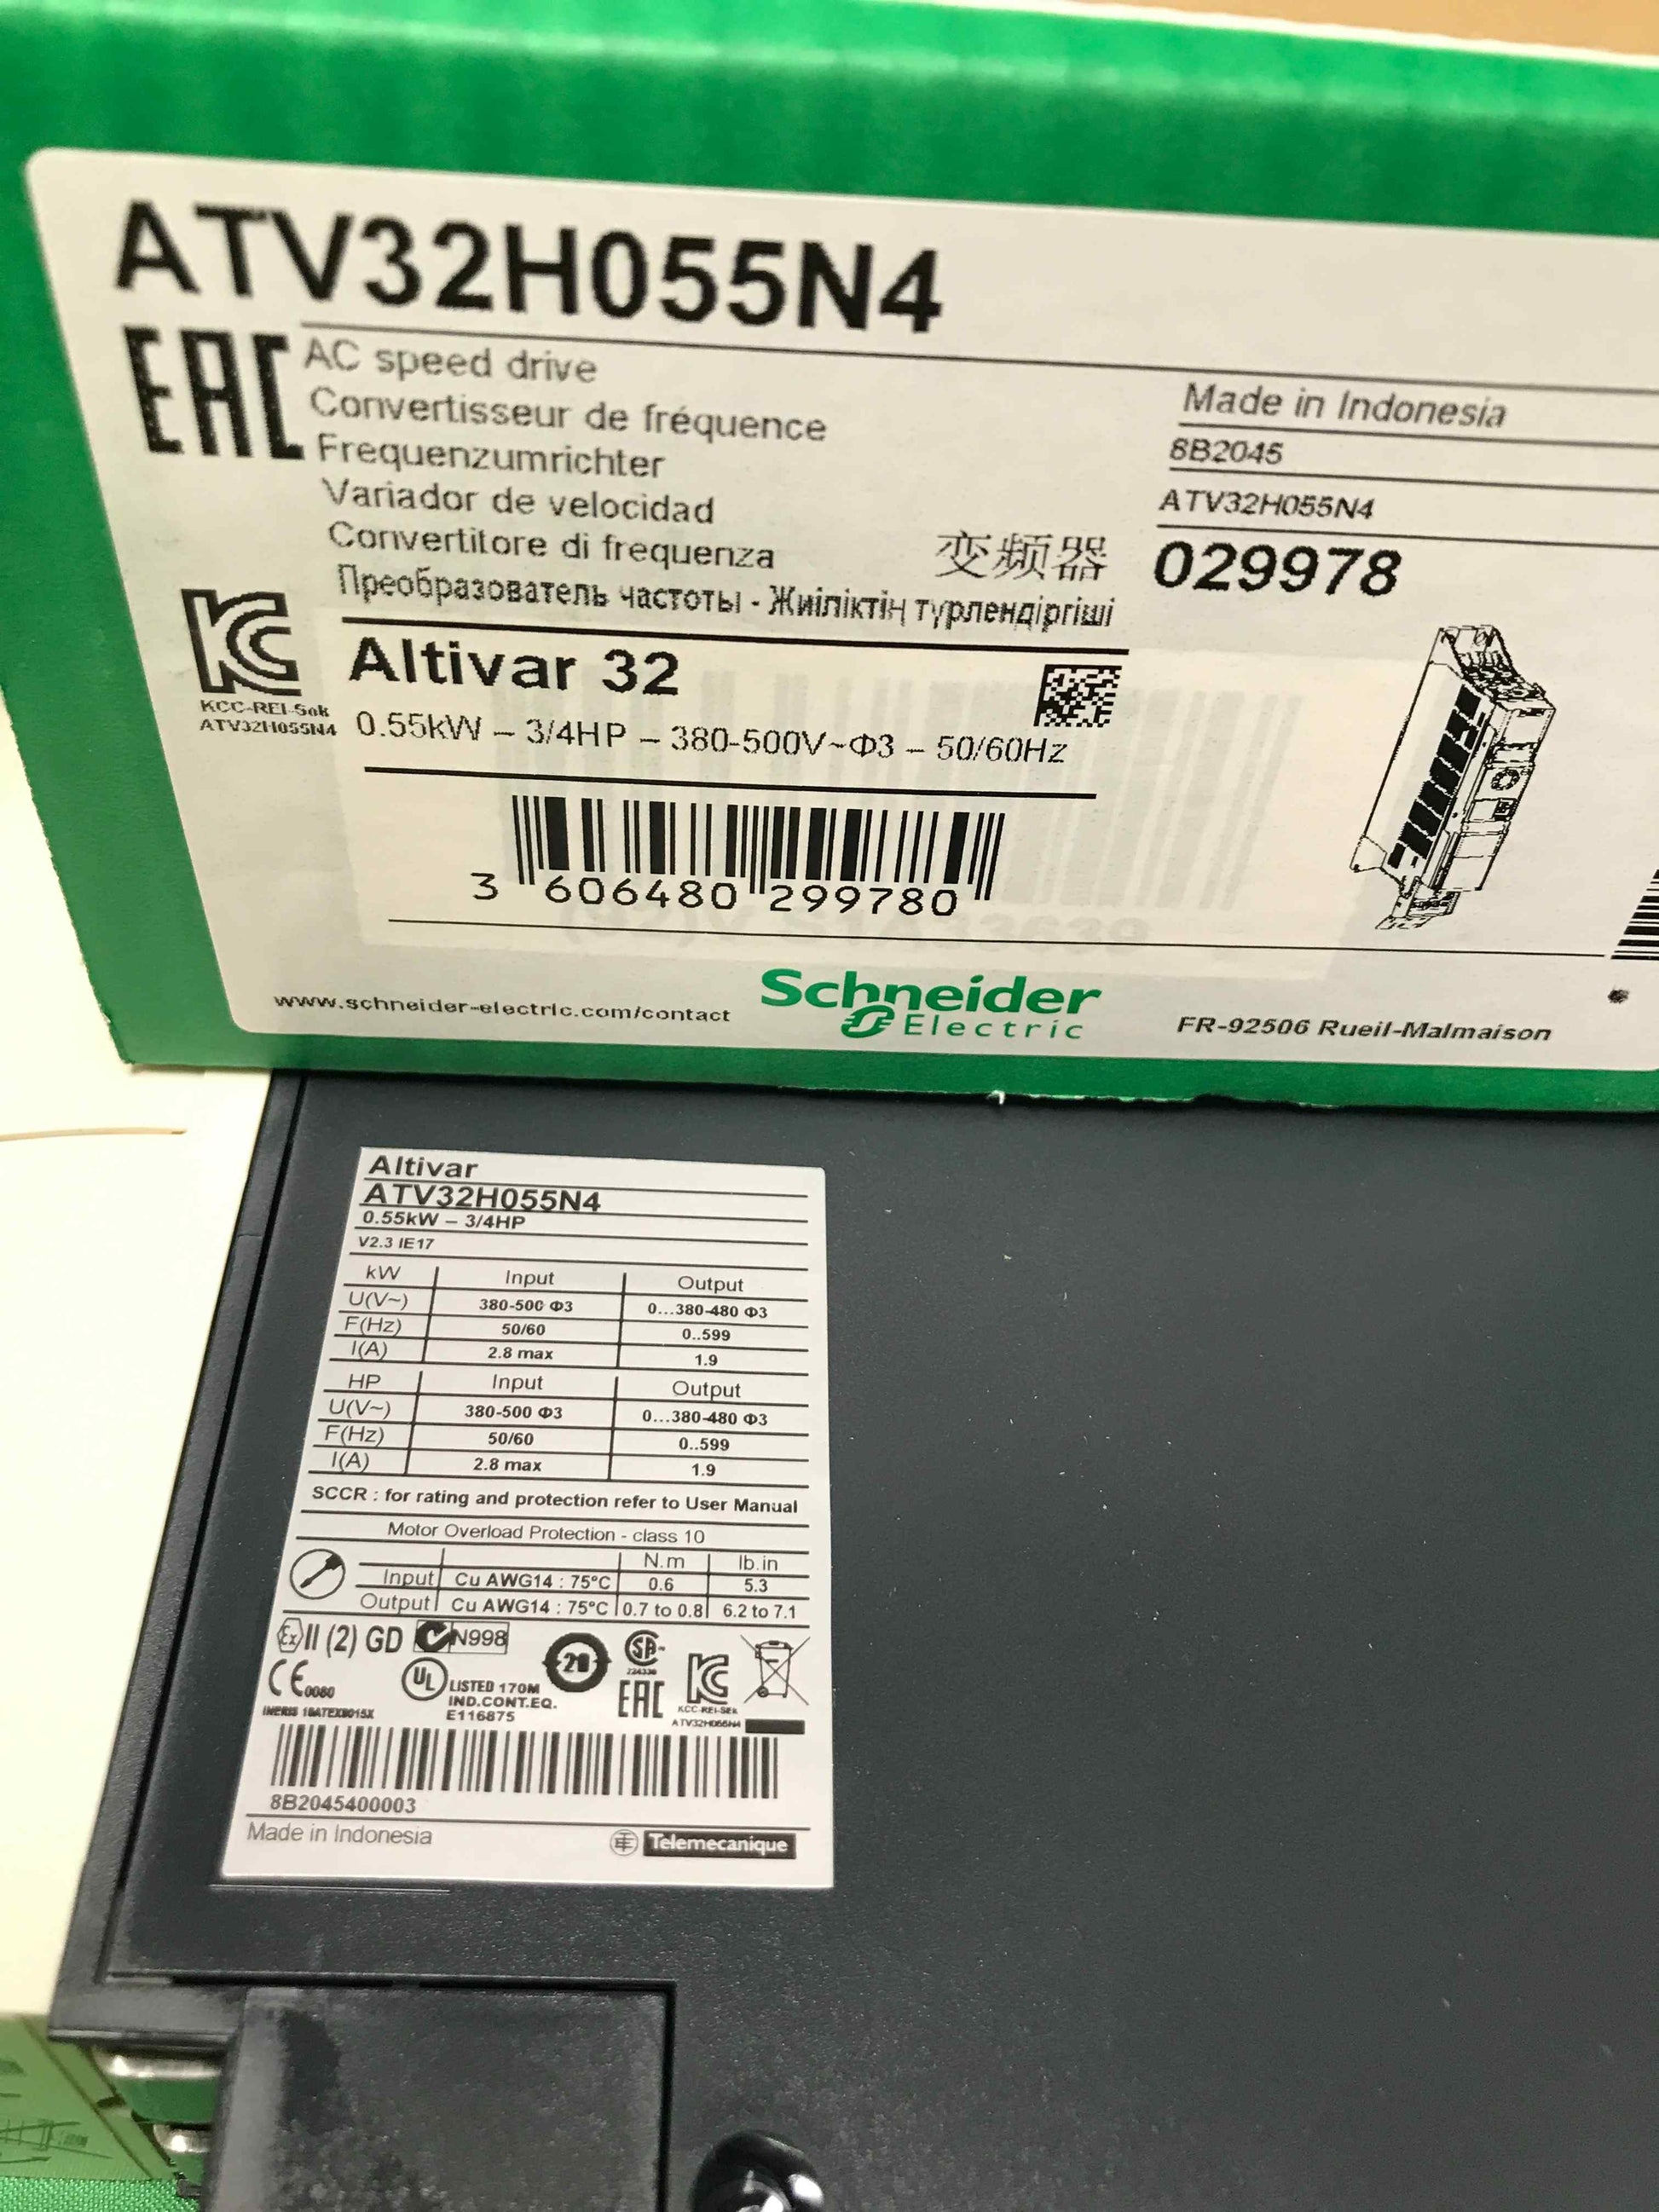 ATV32H055N4
EAC
AC speed drive
Convertisseur de fréquence
Frequenzumrichter
Variador de velocidad
Convertitore di frequenza
变频器
Преобразователь частоты - Жиіліктің түрлендіргіші
Made in Indonesia
8B2045
ATV32H055N4
029978
KCC-REI-Sek
ATV32H055N4
Altivar 32
0.55kW – 3/4HP – 380-500V~Φ3 – 50/60Hz
3 606480 299780
www.schneider-electric.com/contact
Schneider
Electric
FR-92506 Rueil-Malmaison
Altivar
ATV32H055N4
0.55kW – 3/4HP
V2.3 IE17
kW Input Output
U(V~) 380-500 Φ3 0...380-480 Φ3
F(Hz) 50/60 0..599
I(A) 2.8 max 1.9
HP Input Output
U(V~) 380-500 Φ3 0...380-480 Φ3
F(Hz) 50/60 0..599
I(A) 2.8 max 1.9
SCCR : for rating and protection refer to User Manual
Motor Overload Protection - class 10
N.m lb.in
Input Cu AWG14 : 75°C 0.6 5.3
Output Cu AWG14 : 75°C 0.7 to 0.8 6.2 to 7.1
Ex II (2) GD N998
20
CE 0080
UL LISTED 170M
IND.CONT.EQ.
E116875
EAC
KCC-REI-SEk
ATV32H055N4
8B2045400003
Made in Indonesia
Telemecanique